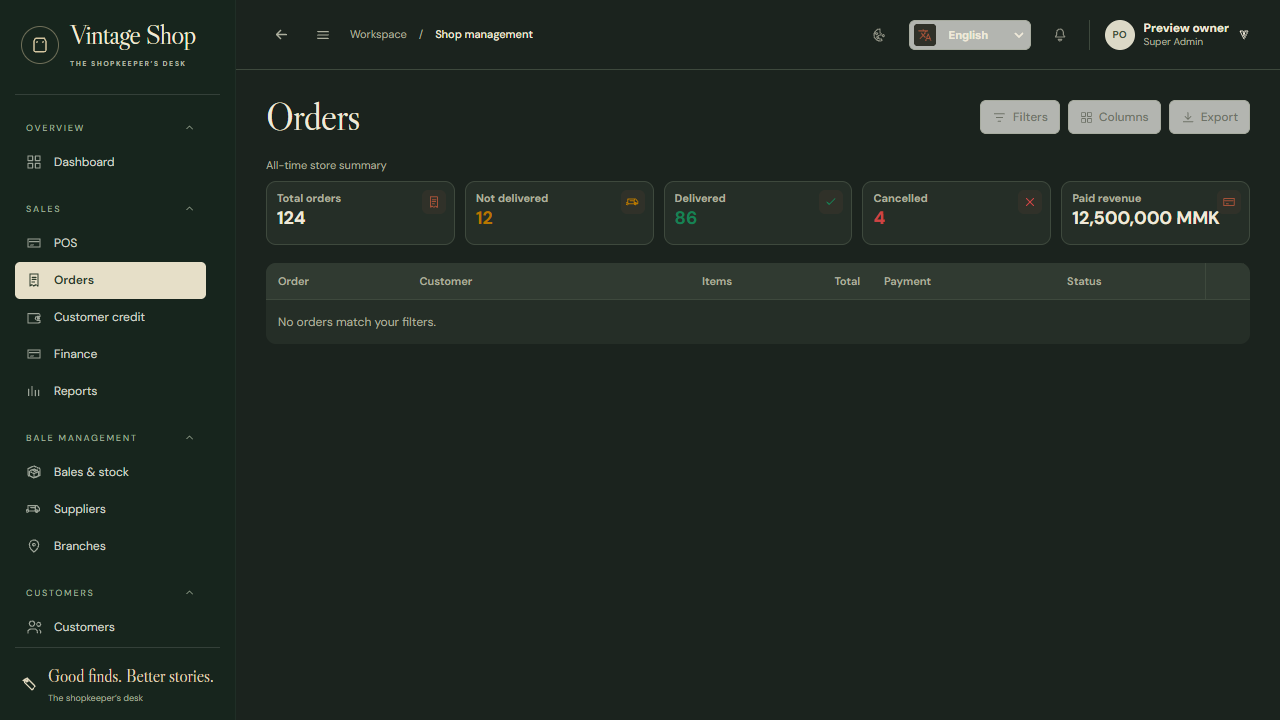 Vintage Shop
THE SHOPKEEPER'S DESK
OVERVIEW
Dashboard
SALES
POS
Orders
Customer credit
Finance
Reports
BALE MANAGEMENT
Bales & stock
Suppliers
Branches
CUSTOMERS
Customers
Good finds. Better stories.
The shopkeeper's desk
Workspace / Shop management
English
PO
Preview owner
Super Admin
Orders
Filters
Columns
Export
All-time store summary
Total orders
124
Not delivered
12
Delivered
86
Cancelled
4
Paid revenue
12,500,000 MMK
Order Customer Items Total Payment Status
No orders match your filters.